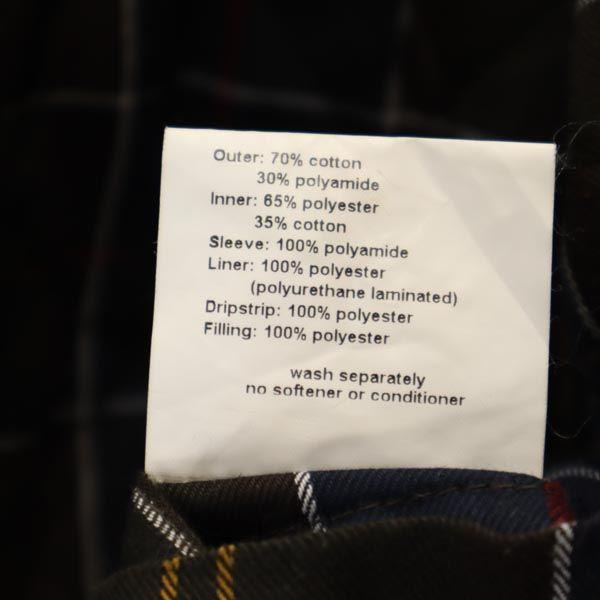 Outer: 70% cotton
30% polyamide
Inner: 65% polyester
35% cotton
Sleeve: 100% polyamide
Liner: 100% polyester
(polyurethane laminated)
Dripstrip: 100% polyester
Filling: 100% polyester
wash separately
no softener or conditioner